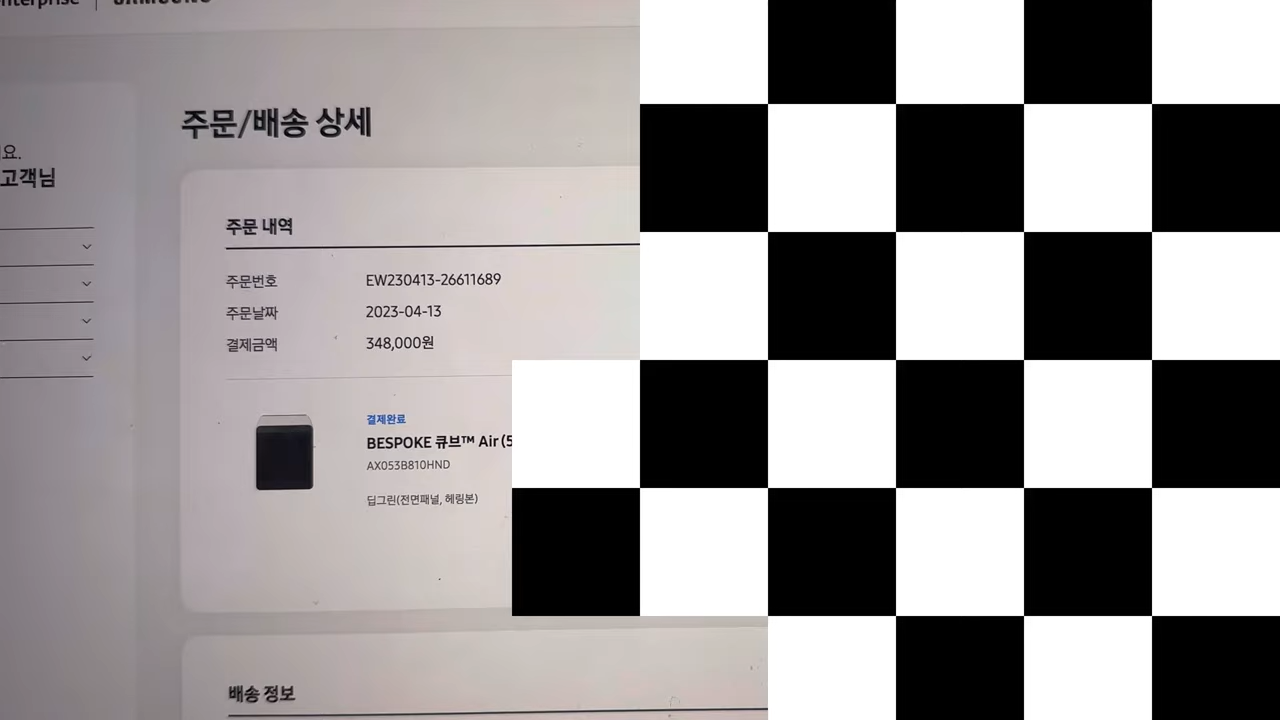 주문/배송 상세
요.
고객님
주문 내역
주문번호 EW230413-26611689
주문날짜 2023-04-13
결제금액 348,000원
결제완료
BESPOKE 큐브™ Air (5
AX053B810HND
딥그린(전면패널, 헤링본)
배송 정보